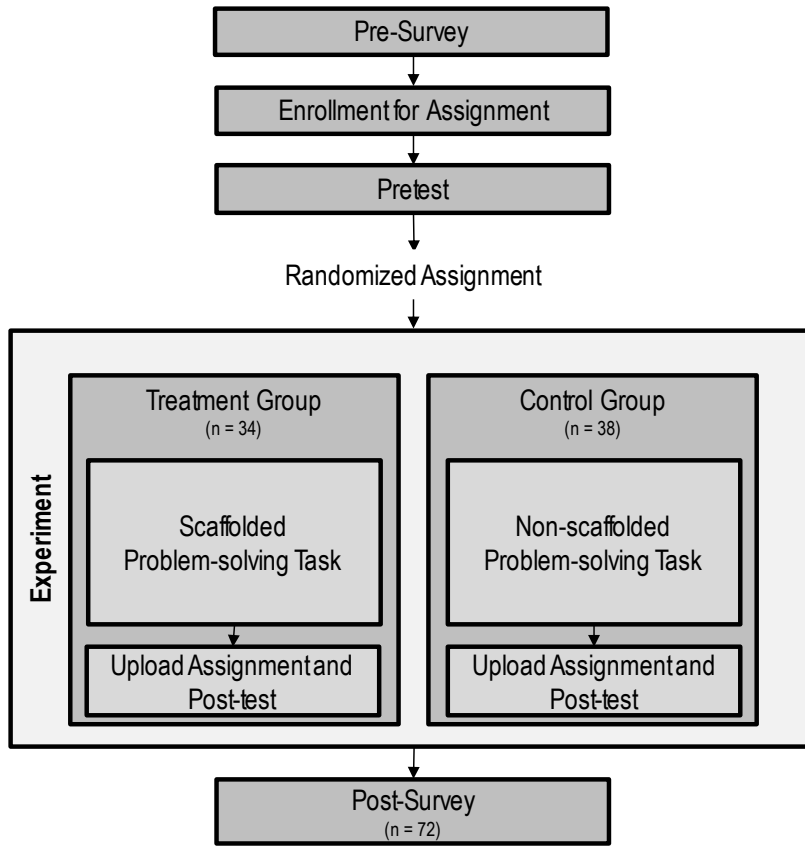 Pre-Survey
Enrollment for Assignment
Pretest
Randomized Assignment
Experiment
Treatment Group
(n = 34)
Scaffolded
Problem-solving Task
Upload Assignment and
Post-test
Control Group
(n = 38)
Non-scaffolded
Problem-solving Task
Upload Assignment and
Post-test
Post-Survey
(n = 72)